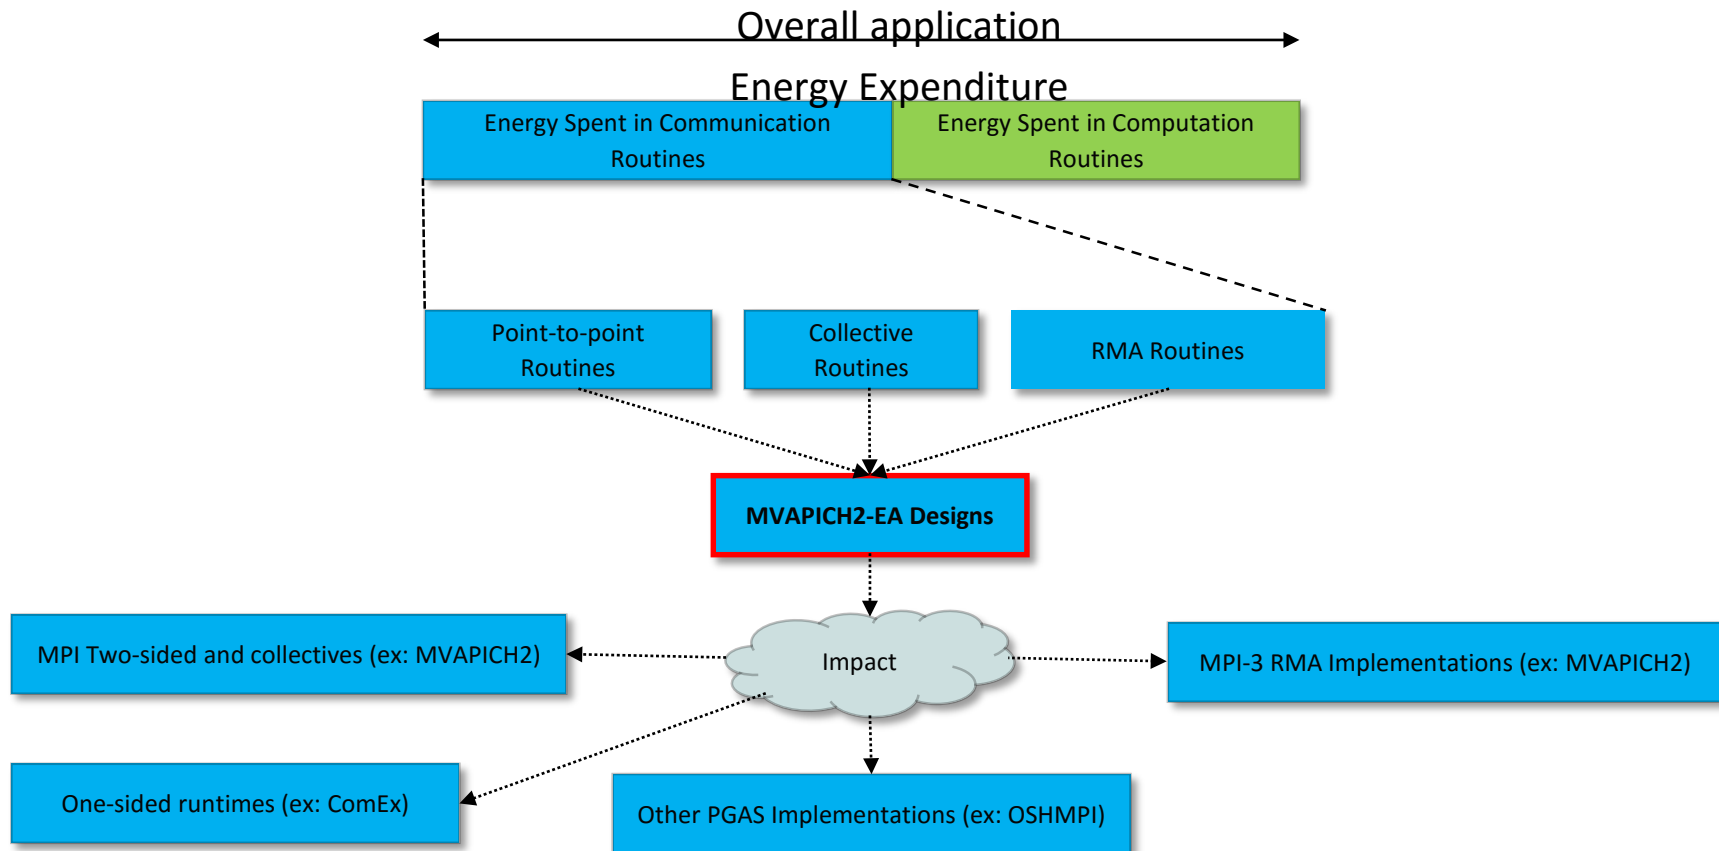 Overall application
Energy Expenditure
Energy Spent in Communication
Routines
Energy Spent in Computation
Routines
Point-to-point
Routines
Collective
Routines
RMA Routines
MVAPICH2-EA Designs
Impact
MPI Two-sided and collectives (ex: MVAPICH2)
MPI-3 RMA Implementations (ex: MVAPICH2)
One-sided runtimes (ex: ComEx)
Other PGAS Implementations (ex: OSHMPI)